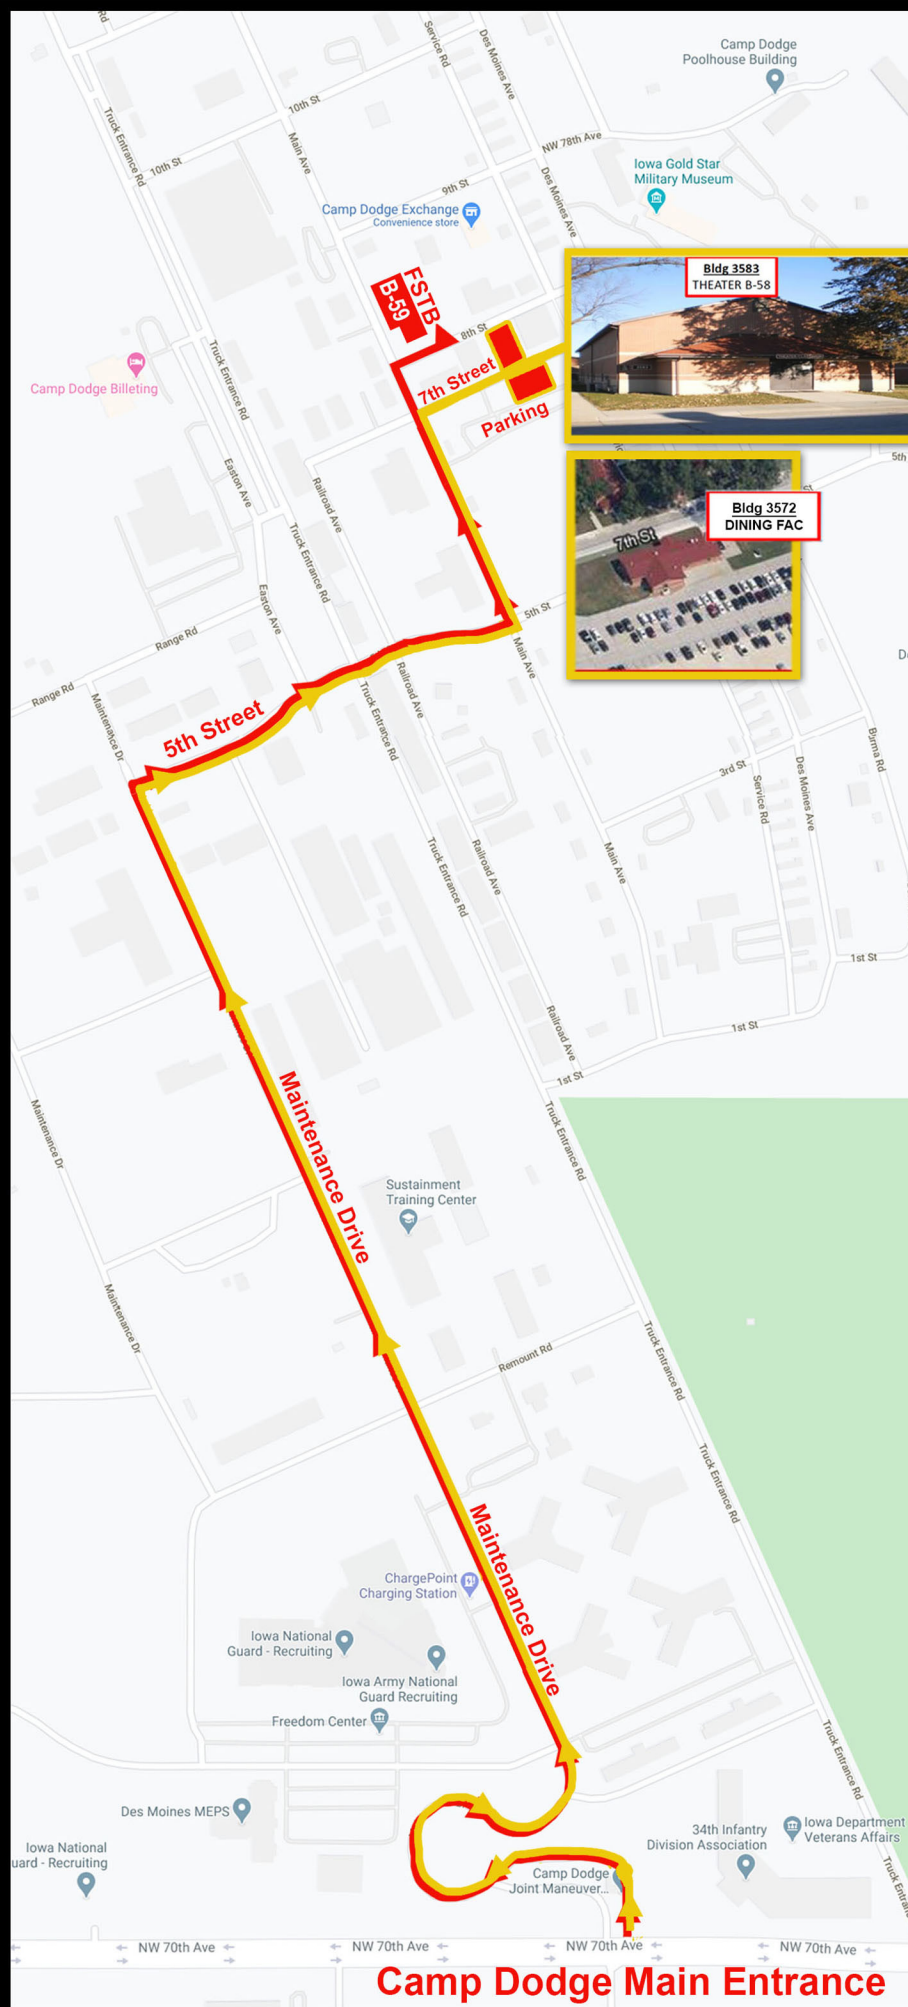 Rd
Service Rd
Des Moines Ave
Camp Dodge
Poolhouse Building
Truck Entrance Rd
10th St
10th St
Main Ave
NW 78th Ave
Des Moines Ave
Iowa Gold Star
Military Museum
9th St
Camp Dodge Exchange
Convenience store
Bldg 3583
THEATER B-58
FSTB
B-59
8th St
7th Street
Parking
Camp Dodge Billeting
Truck Entrance Rd
Easton Ave
Railroad Ave
Truck Entrance Rd
5th
St
Bldg 3572
DINING FAC
7th St
Easton Ave
5th St
Main Ave
Range Rd
Range Rd
Maintenance Dr
Railroad Ave
Truck Entrance Rd
5th Street
3rd St
Service Rd
Des Moines Ave
Burma Rd
Truck Entrance Rd
Railroad Ave
Main Ave
1st St
1st St
Railroad Ave
1st St
Truck Entrance Rd
Maintenance Dr
Maintenance Drive
Sustainment
Training Center
Maintenance Dr
Remount Rd
Truck Entrance Rd
Truck Entrance Rd
Maintenance Drive
ChargePoint
Charging Station
Iowa National
Guard - Recruiting
Iowa Army National
Guard Recruiting
Freedom Center
Truck Entrance Rd
Des Moines MEPS
34th Infantry
Division Association
Iowa Department
Veterans Affairs
Iowa National
uard - Recruiting
Camp Dodge
Joint Maneuver...
Truck Entran
NW 70th Ave
NW 70th Ave
NW 70th Ave
NW 70th Ave
Camp Dodge Main Entrance